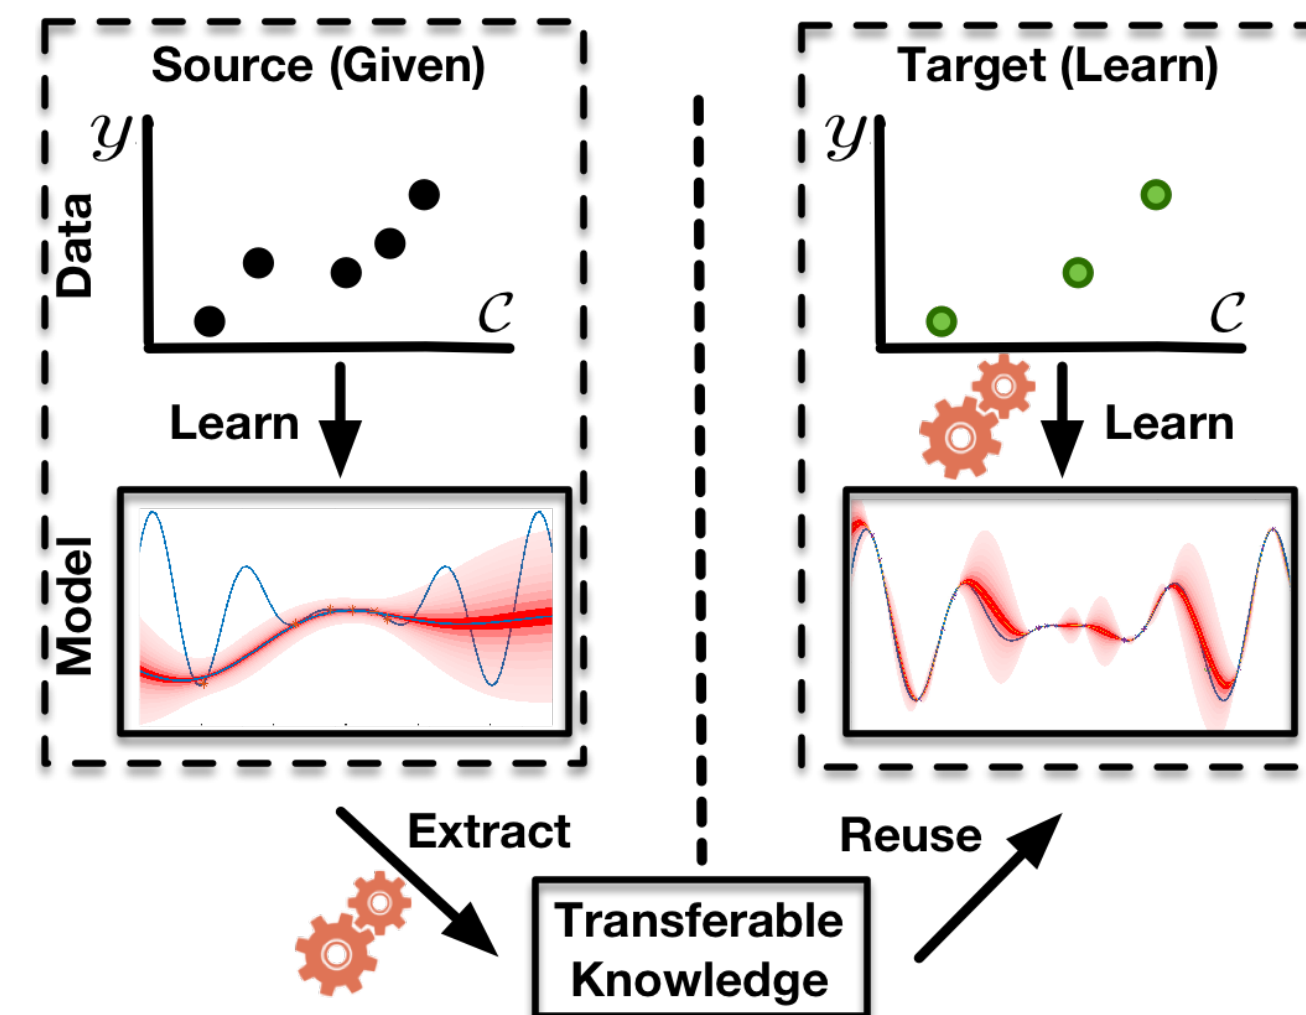 Source (Given)
y
Data
C
Learn
Model
Target (Learn)
y
C
Learn
Extract
Reuse
Transferable
Knowledge